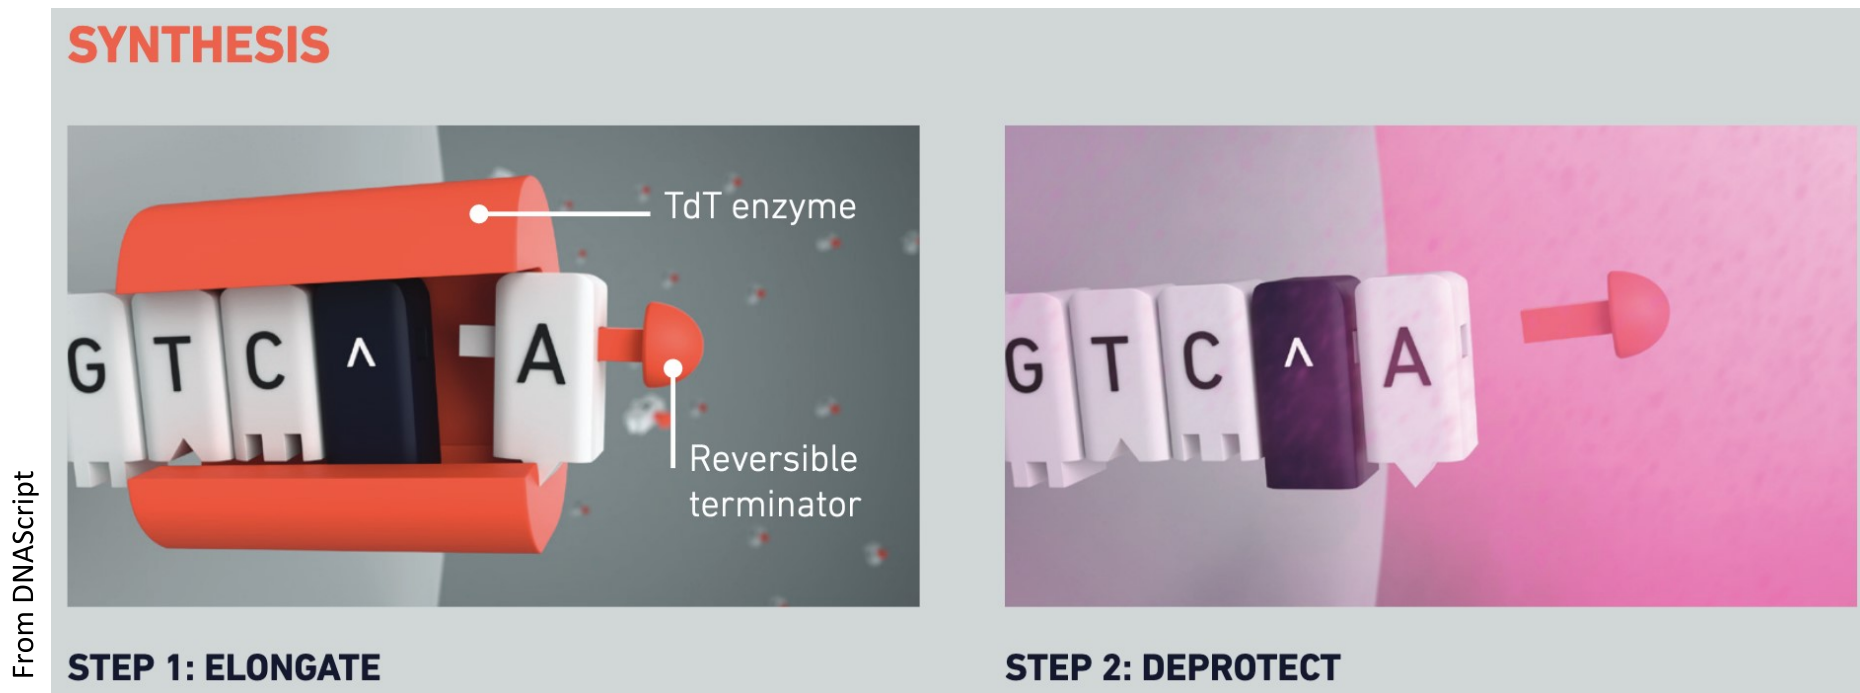 SYNTHESIS
TdT enzyme
G T C ^ A
Reversible
terminator
STEP 1: ELONGATE
G T C ^ A
STEP 2: DEPROTECT
From DNAScript